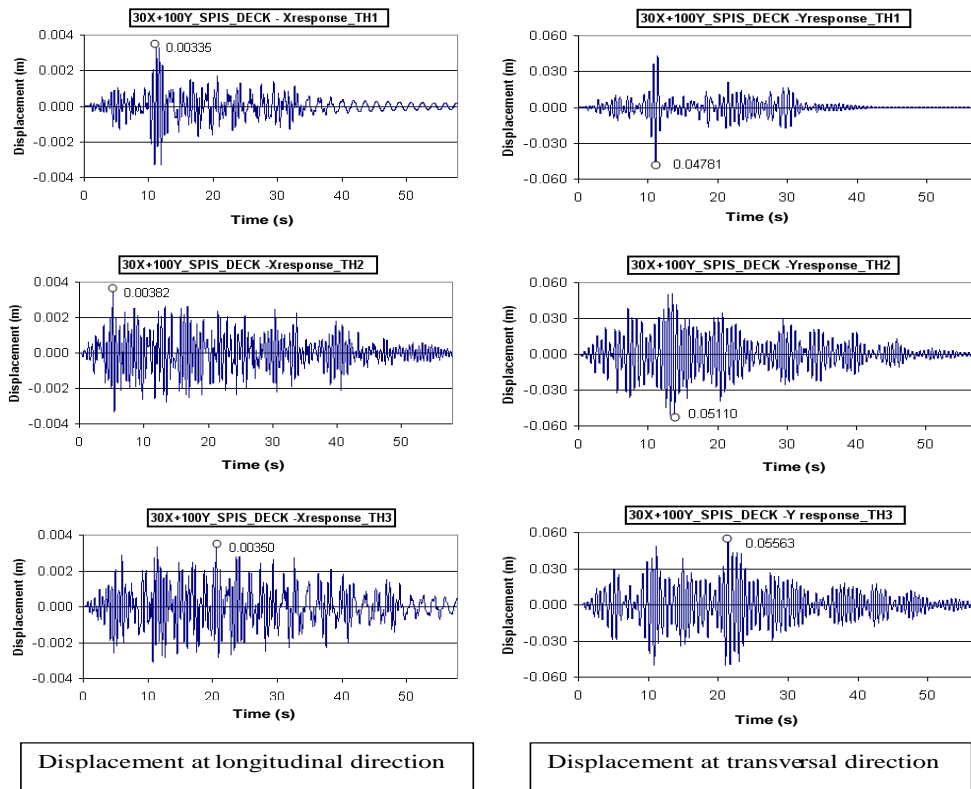 30X+100Y_SPIS_DECK - Xresponse_TH1
0.004
0.002
0.000
-0.002
-0.004
Displacement (m)
0.00335
0 10 20 30 40 50
Time (s)
30X+100Y_SPIS_DECK -Yresponse_TH1
0.060
0.030
0.000
-0.030
-0.060
Displacement (m)
0.04781
0 10 20 30 40 50
Time (s)
30X+100Y_SPIS_DECK -Xresponse_TH2
0.004
0.002
0.000
-0.002
-0.004
Displacement (m)
0.00382
0 10 20 30 40 50
Time (s)
30X+100Y_SPIS_DECK -Yresponse_TH2
0.060
0.030
0.000
-0.030
-0.060
Displacement (m)
0.05110
0 10 20 30 40 50
Time (s)
30X+100Y_SPIS_DECK -Xresponse_TH3
0.004
0.002
0.000
-0.002
-0.004
Displacement (m)
0.00350
0 10 20 30 40 50
Time (s)
30X+100Y_SPIS_DECK -Y response_TH3
0.060
0.030
0.000
-0.030
-0.060
Displacement (m)
0.05563
0 10 20 30 40 50
Time (s)
Displacement at longitudinal direction
Displacement at transversal direction